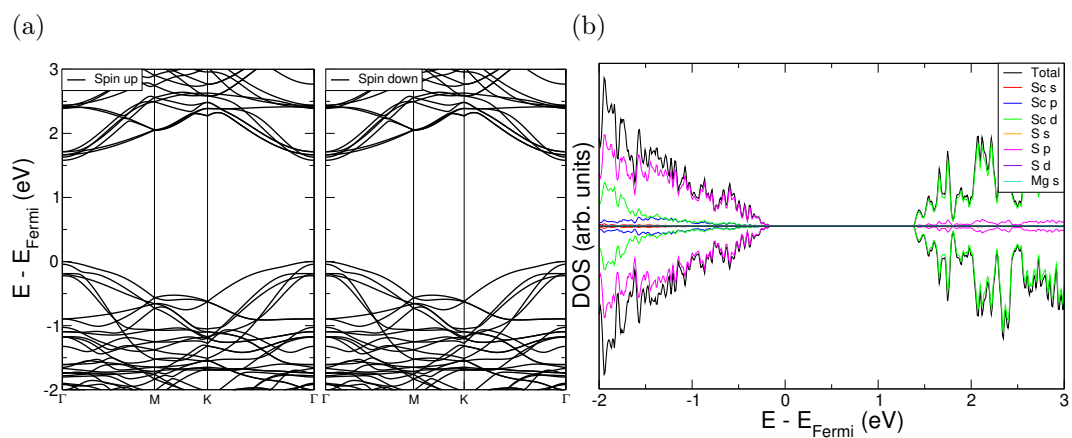 (a)
(b)
Spin up
Spin down
3
2
1
0
-1
-2
E - E_Fermi (eV)
Γ M K Γ
Γ M K Γ
Total
Sc s
Sc p
Sc d
S s
S p
S d
Mg s
DOS (arb. units)
-2 -1 0 1 2 3
E - E_Fermi (eV)